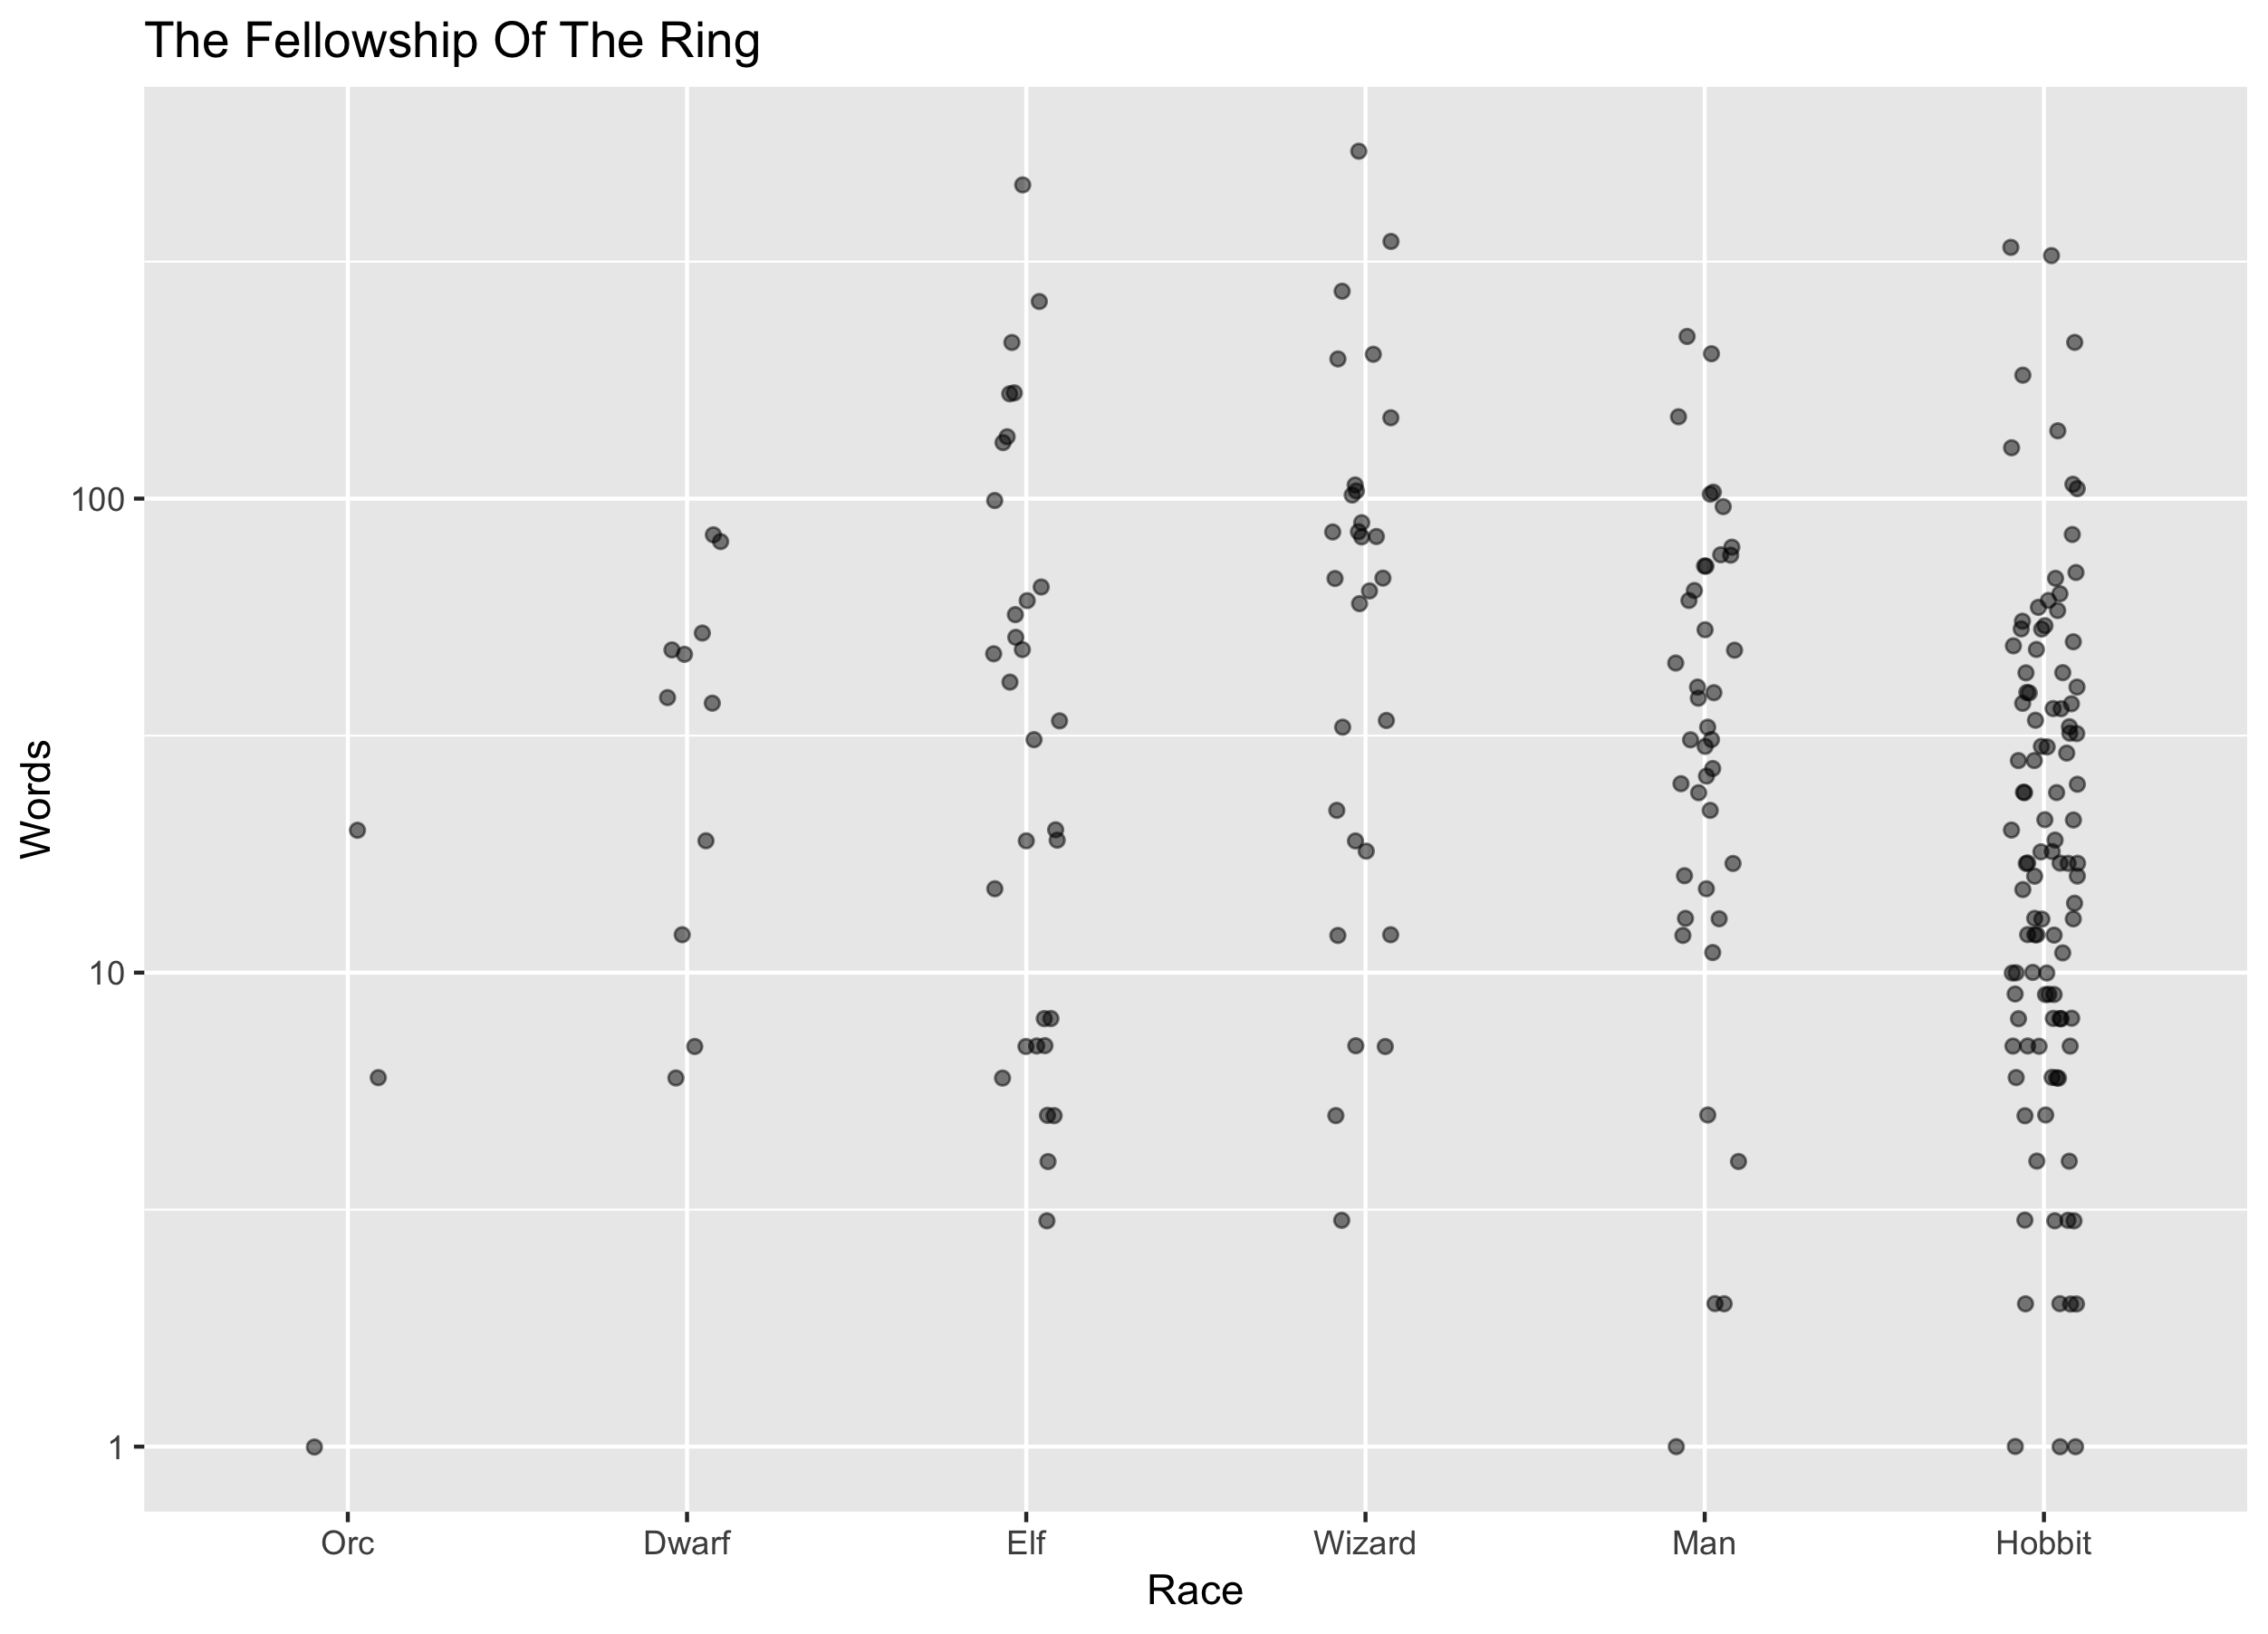 The Fellowship Of The Ring
Words
100
10
1
Orc Dwarf Elf Wizard Man Hobbit
Race